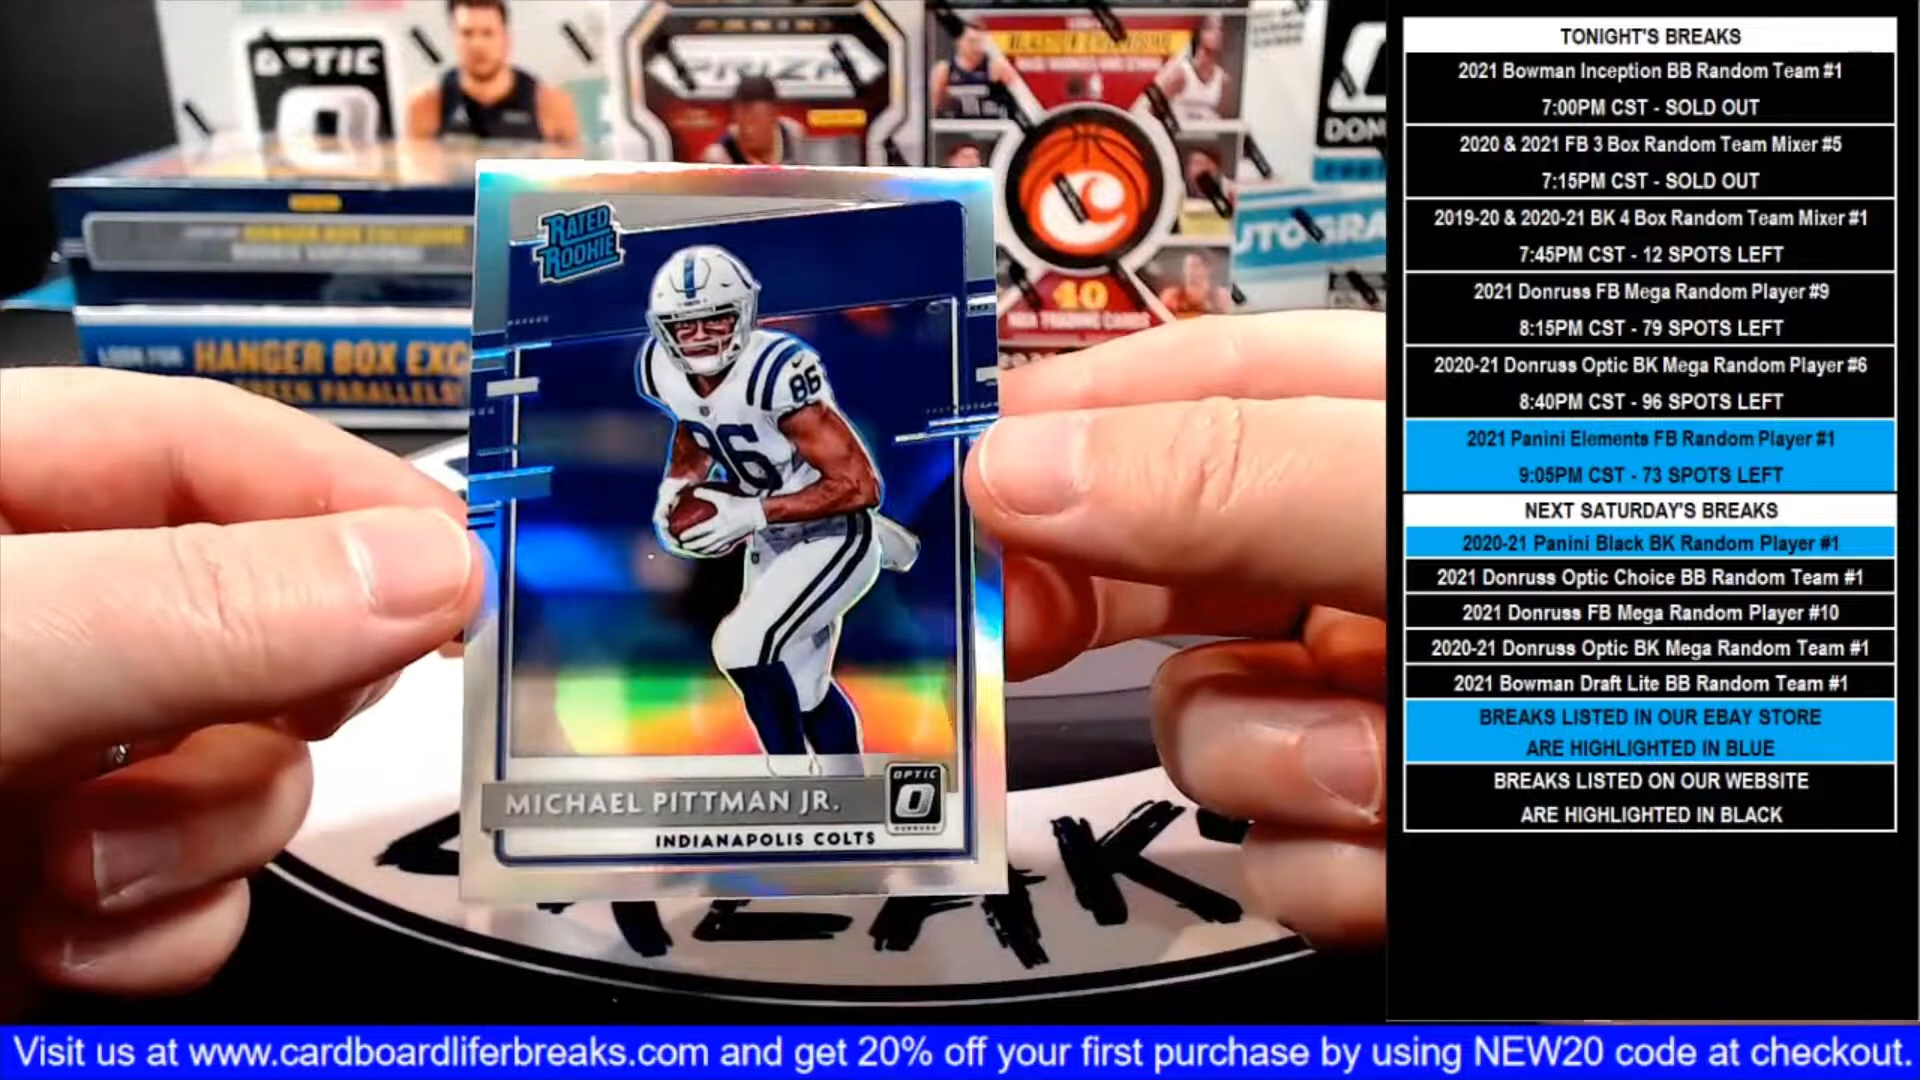 OPTIC
PRIZM
RATED
ROOKIE
HANGER BOX EXC
PARALLELS!
40
86
86
MICHAEL PITTMAN JR.
OPTIC
DONRUSS
INDIANAPOLIS COLTS
TONIGHT'S BREAKS
2021 Bowman Inception BB Random Team #1
7:00PM CST - SOLD OUT
2020 & 2021 FB 3 Box Random Team Mixer #5
7:15PM CST - SOLD OUT
2019-20 & 2020-21 BK 4 Box Random Team Mixer #1
7:45PM CST - 12 SPOTS LEFT
2021 Donruss FB Mega Random Player #9
8:15PM CST - 79 SPOTS LEFT
2020-21 Donruss Optic BK Mega Random Player #6
8:40PM CST - 96 SPOTS LEFT
2021 Panini Elements FB Random Player #1
9:05PM CST - 73 SPOTS LEFT
NEXT SATURDAY'S BREAKS
2020-21 Panini Black BK Random Player #1
2021 Donruss Optic Choice BB Random Team #1
2021 Donruss FB Mega Random Player #10
2020-21 Donruss Optic BK Mega Random Team #1
2021 Bowman Draft Lite BB Random Team #1
BREAKS LISTED IN OUR EBAY STORE
ARE HIGHLIGHTED IN BLUE
BREAKS LISTED ON OUR WEBSITE
ARE HIGHLIGHTED IN BLACK
Visit us at www.cardboardliferbreaks.com and get 20% off your first purchase by using NEW20 code at checkout.